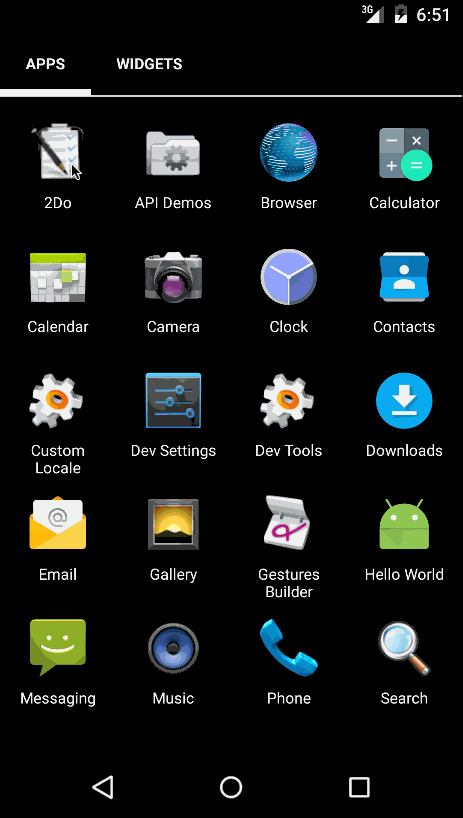 3G 6:51
APPS WIDGETS
2Do API Demos Browser Calculator
Calendar Camera Clock Contacts
Custom Locale Dev Settings Dev Tools Downloads
Email Gallery Gestures Builder Hello World
Messaging Music Phone Search